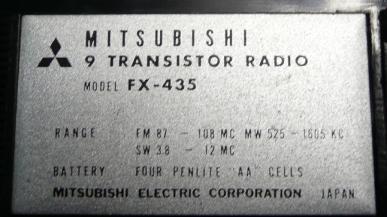 MITSUBISHI
9 TRANSISTOR RADIO
MODEL FX-435
RANGE FM 87 - 108 MC MW 525 - 1605 KC
SW 3.8 - 12 MC
BATTERY FOUR PENLITE "AA" CELLS
MITSUBISHI ELECTRIC CORPORATION JAPAN